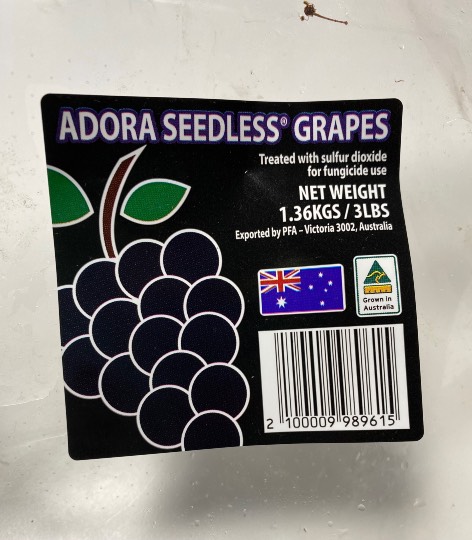 ADORA SEEDLESS® GRAPES
Treated with sulfur dioxide
for fungicide use
NET WEIGHT
1.36KGS / 3LBS
Exported by PFA – Victoria 3002, Australia
Grown in
Australia
2 100009 989615